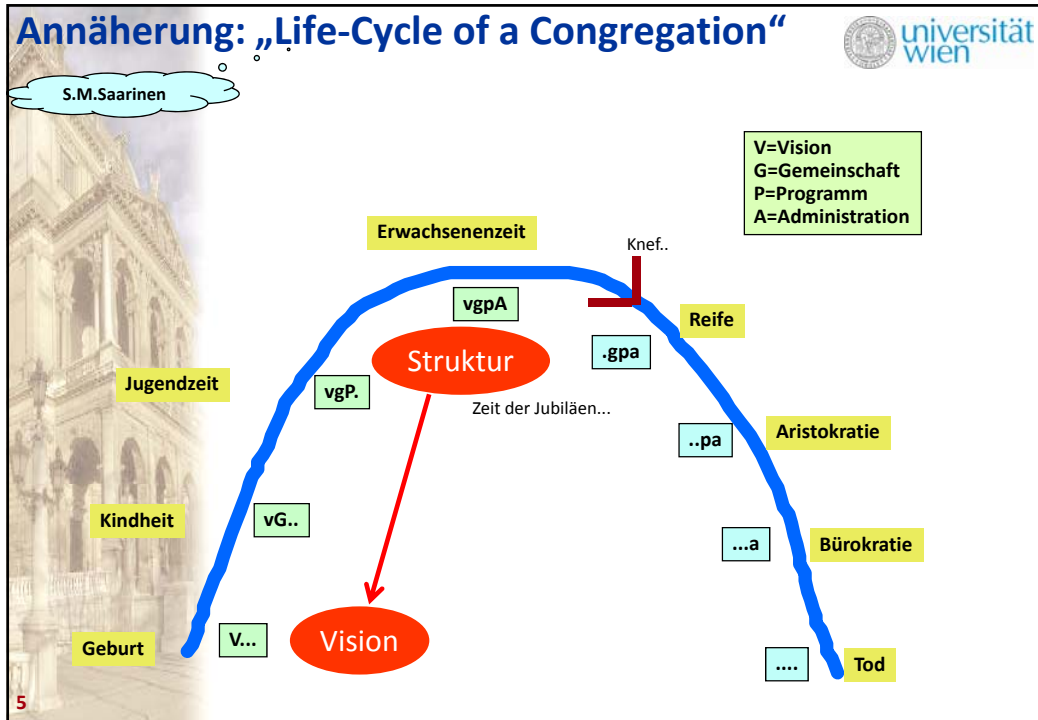 Annäherung: „Life-Cycle of a Congregation“
universität
wien
S.M.Saarinen
V=Vision
G=Gemeinschaft
P=Programm
A=Administration
Erwachsenenzeit
Knef..
vgpA
Reife
.gpa
Struktur
Jugendzeit
vgP.
Zeit der Jubiläen...
..pa
Aristokratie
Kindheit
vG..
...a
Bürokratie
Geburt
V...
Vision
....
Tod
5